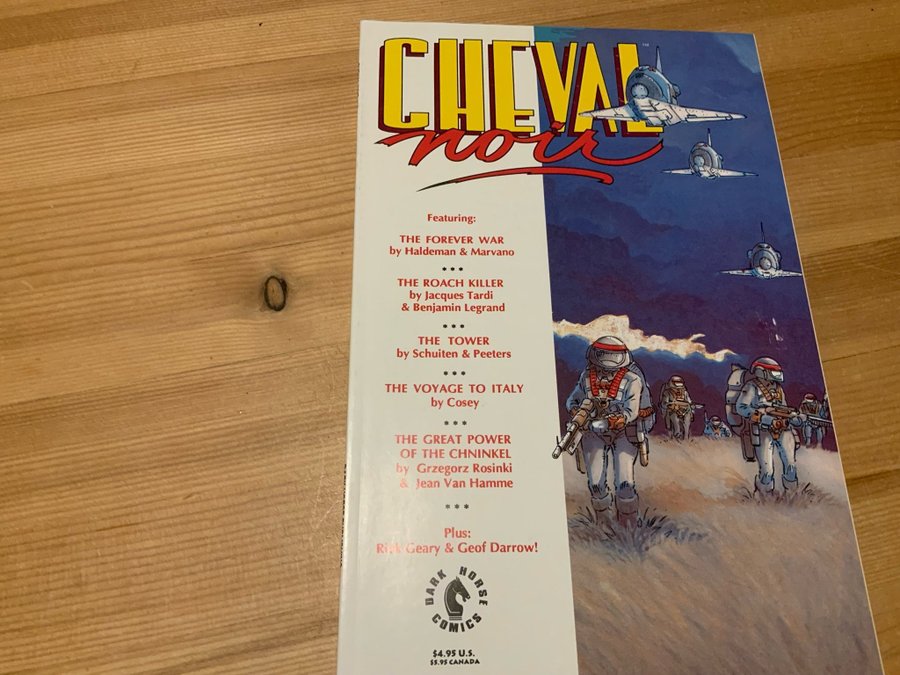 CHEVAL™
noir
Featuring:
THE FOREVER WAR
by Haldeman & Marvano
THE ROACH KILLER
by Jacques Tardi
& Benjamin Legrand
THE TOWER
by Schuiten & Peeters
THE VOYAGE TO ITALY
by Cosey
THE GREAT POWER
OF THE CHNINKEL
by Grzegorz Rosinki
& Jean Van Hamme
Plus:
Rick Geary & Geof Darrow!
DARK HORSE
COMICS
$4.95 U.S.
$5.95 CANADA